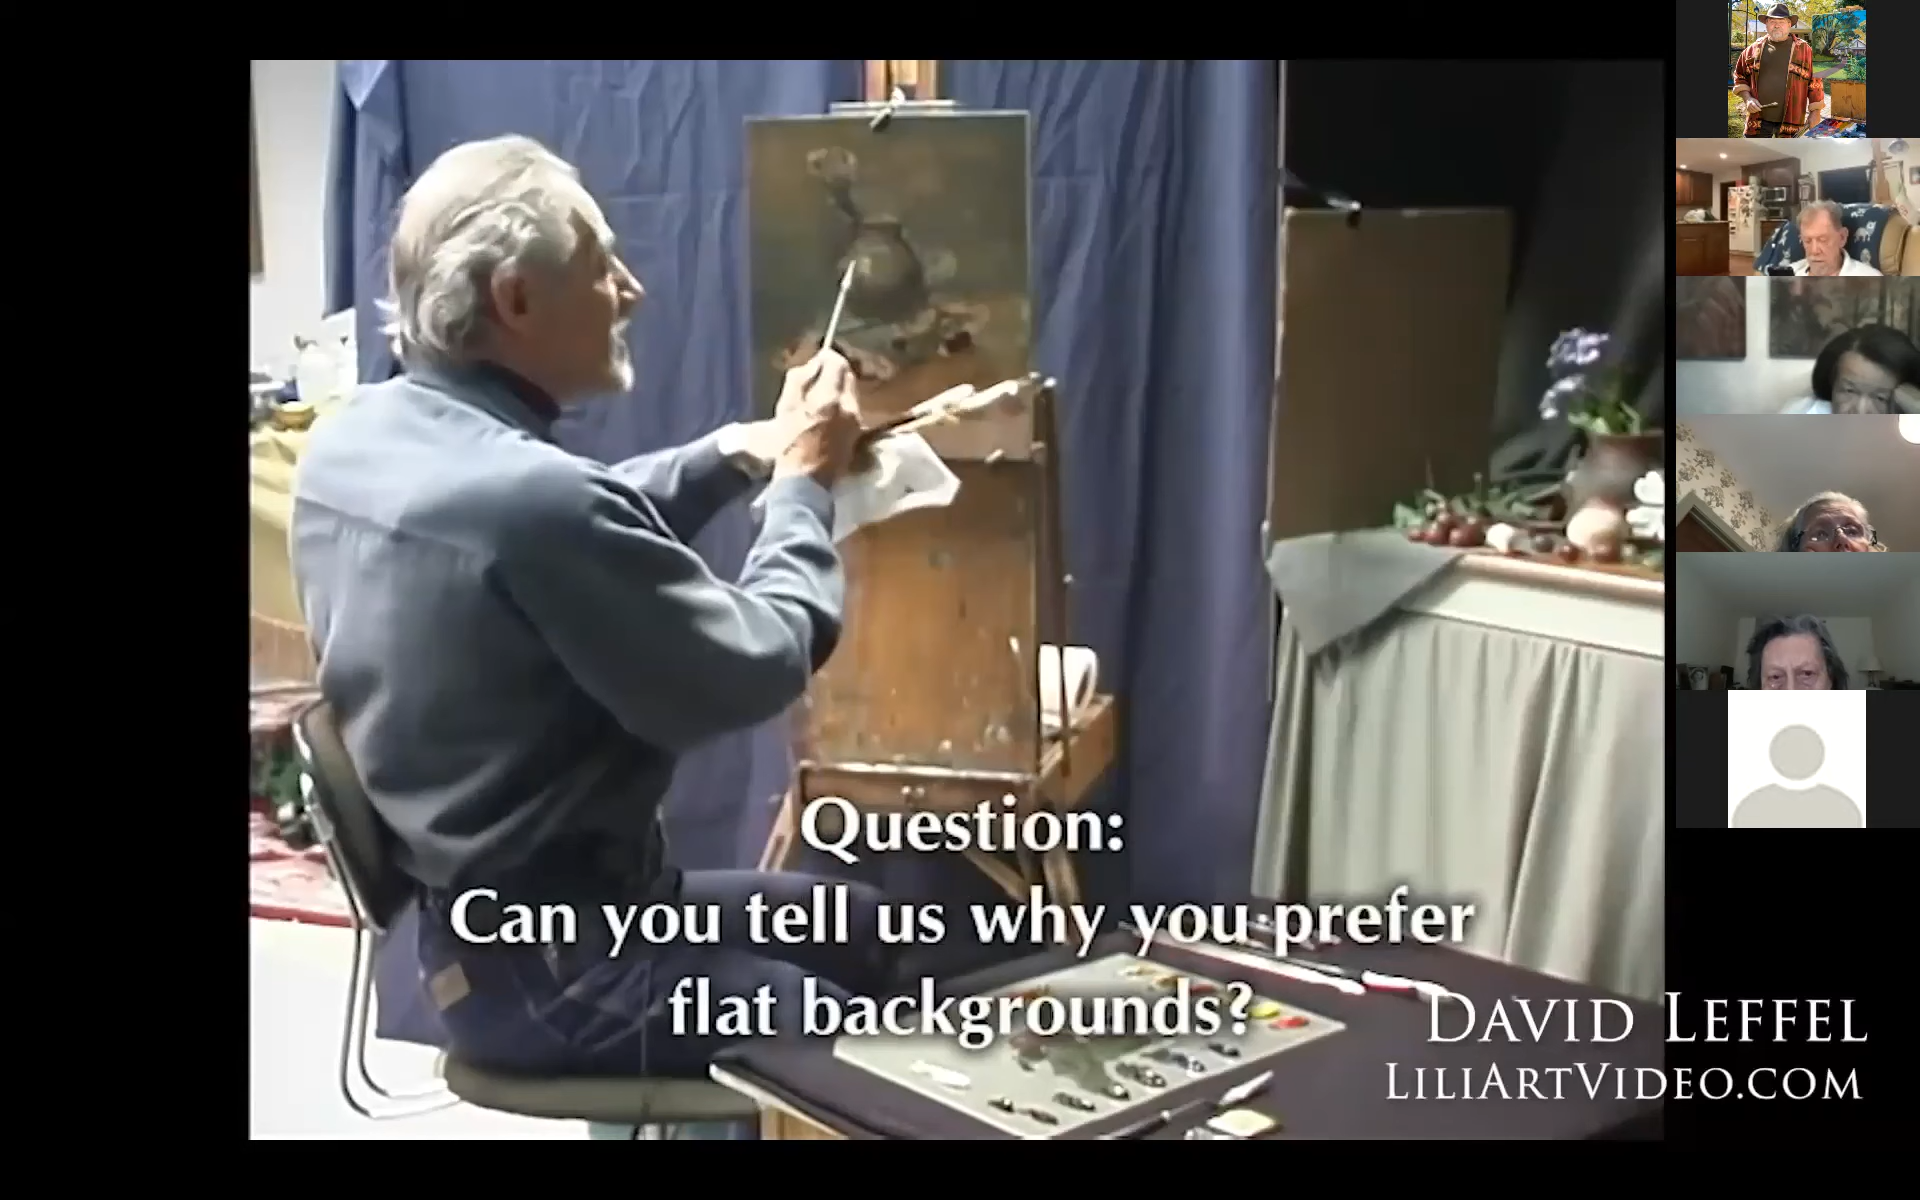 Question:
Can you tell us why you prefer
flat backgrounds?
DAVID LEFFEL
LILIARTVIDEO.COM